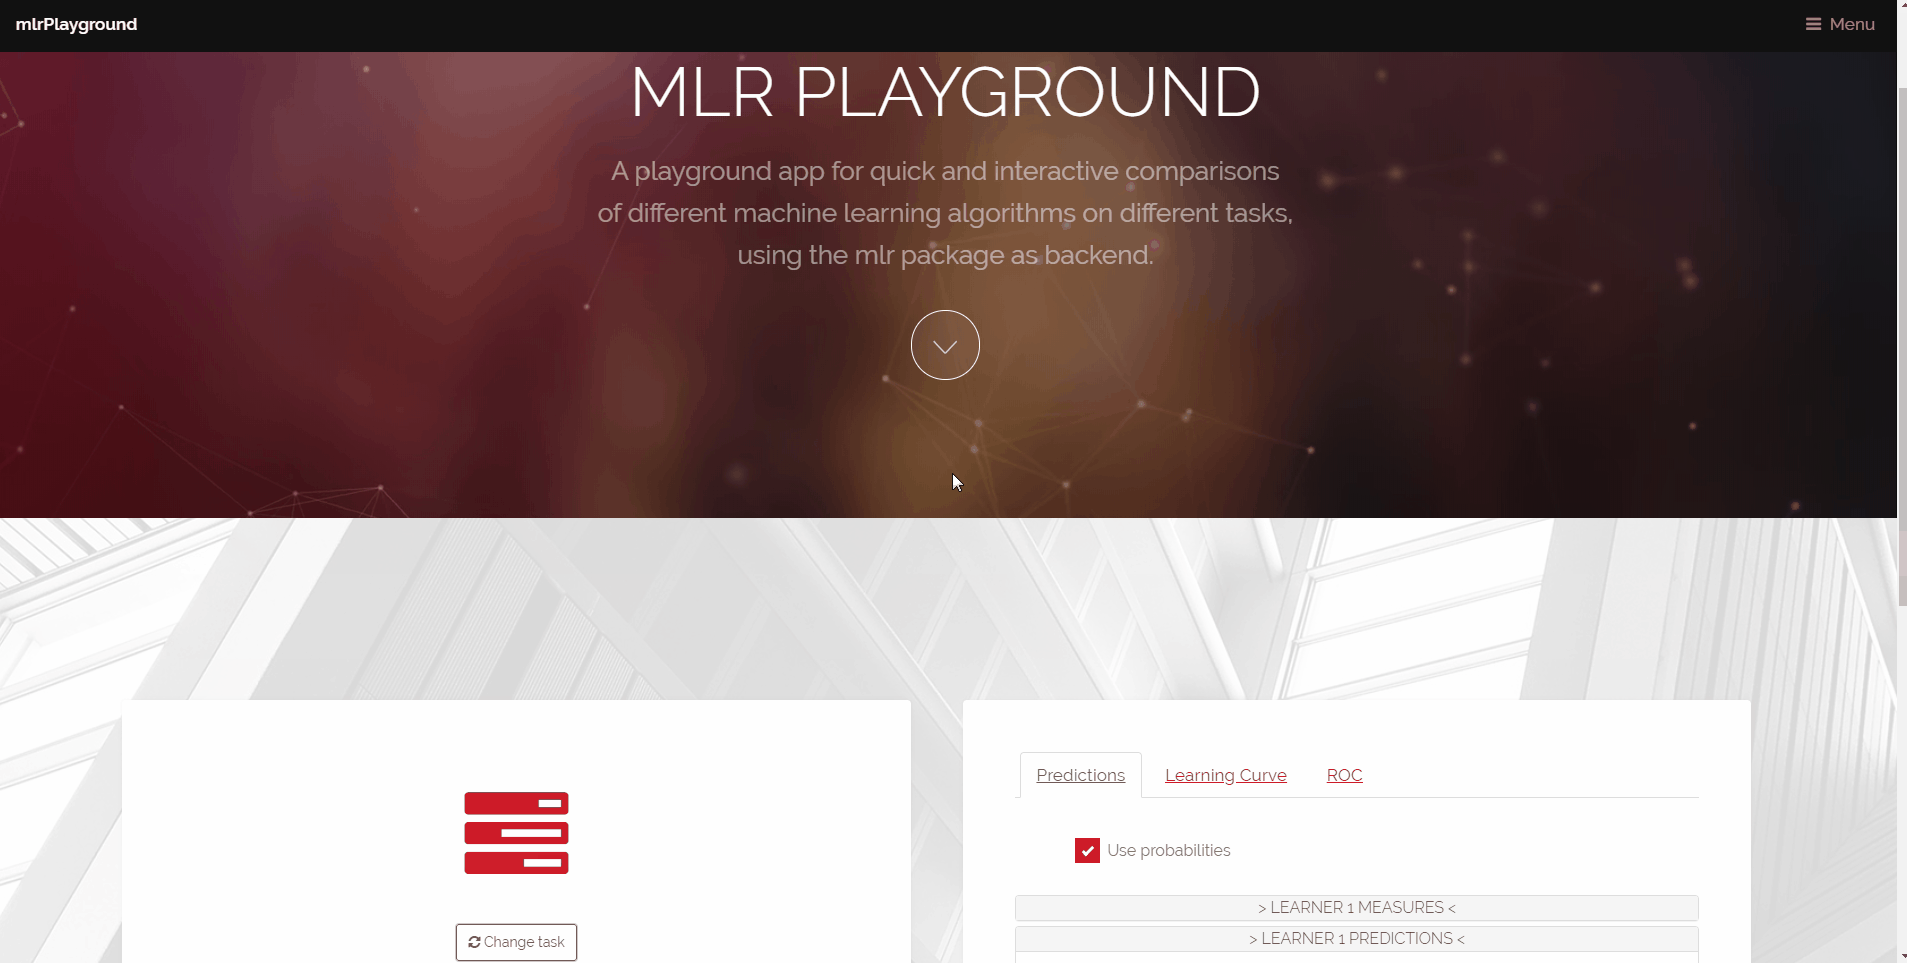 mlrPlayground
Menu
MLR PLAYGROUND
A playground app for quick and interactive comparisons
of different machine learning algorithms on different tasks,
using the mlr package as backend.
Predictions
Learning Curve
ROC
Use probabilities
> LEARNER 1 MEASURES <
> LEARNER 1 PREDICTIONS <
Change task